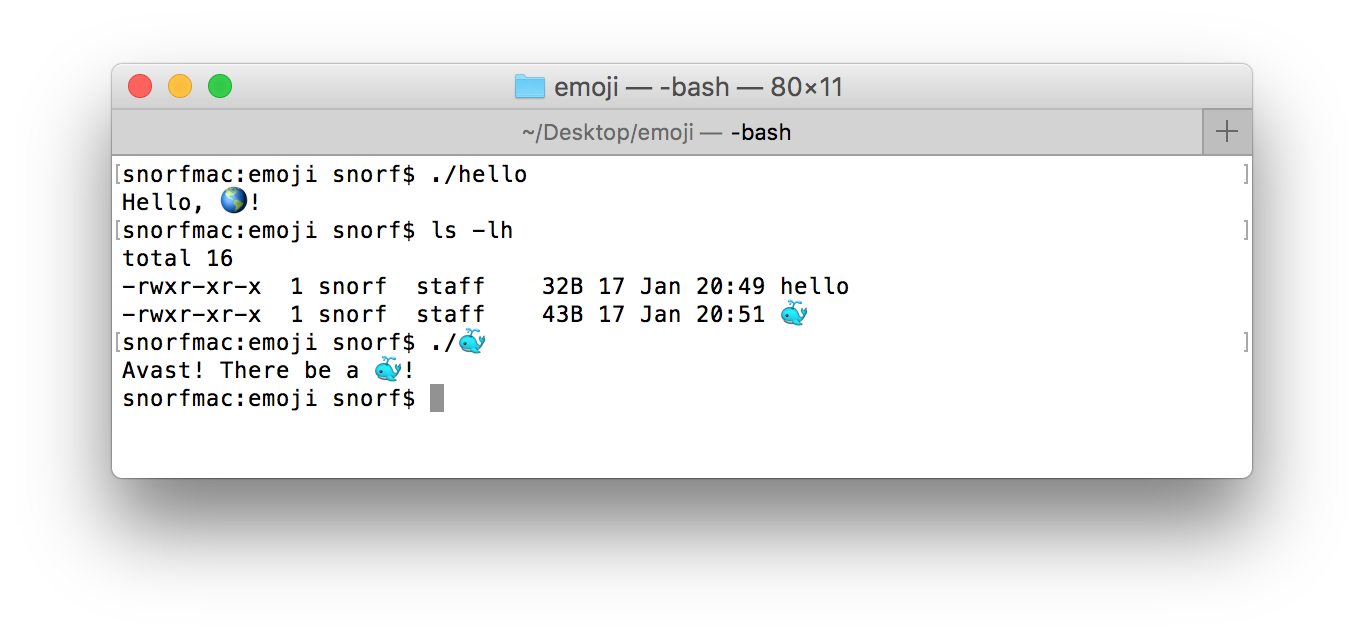 emoji — -bash — 80×11
~/Desktop/emoji — -bash
[snorfmac:emoji snorf$ ./hello ]
Hello, 🌎!
[snorfmac:emoji snorf$ ls -lh ]
total 16
-rwxr-xr-x  1 snorf  staff    32B 17 Jan 20:49 hello
-rwxr-xr-x  1 snorf  staff    43B 17 Jan 20:51 🐳
[snorfmac:emoji snorf$ ./🐳 ]
Avast! There be a 🐳!
snorfmac:emoji snorf$